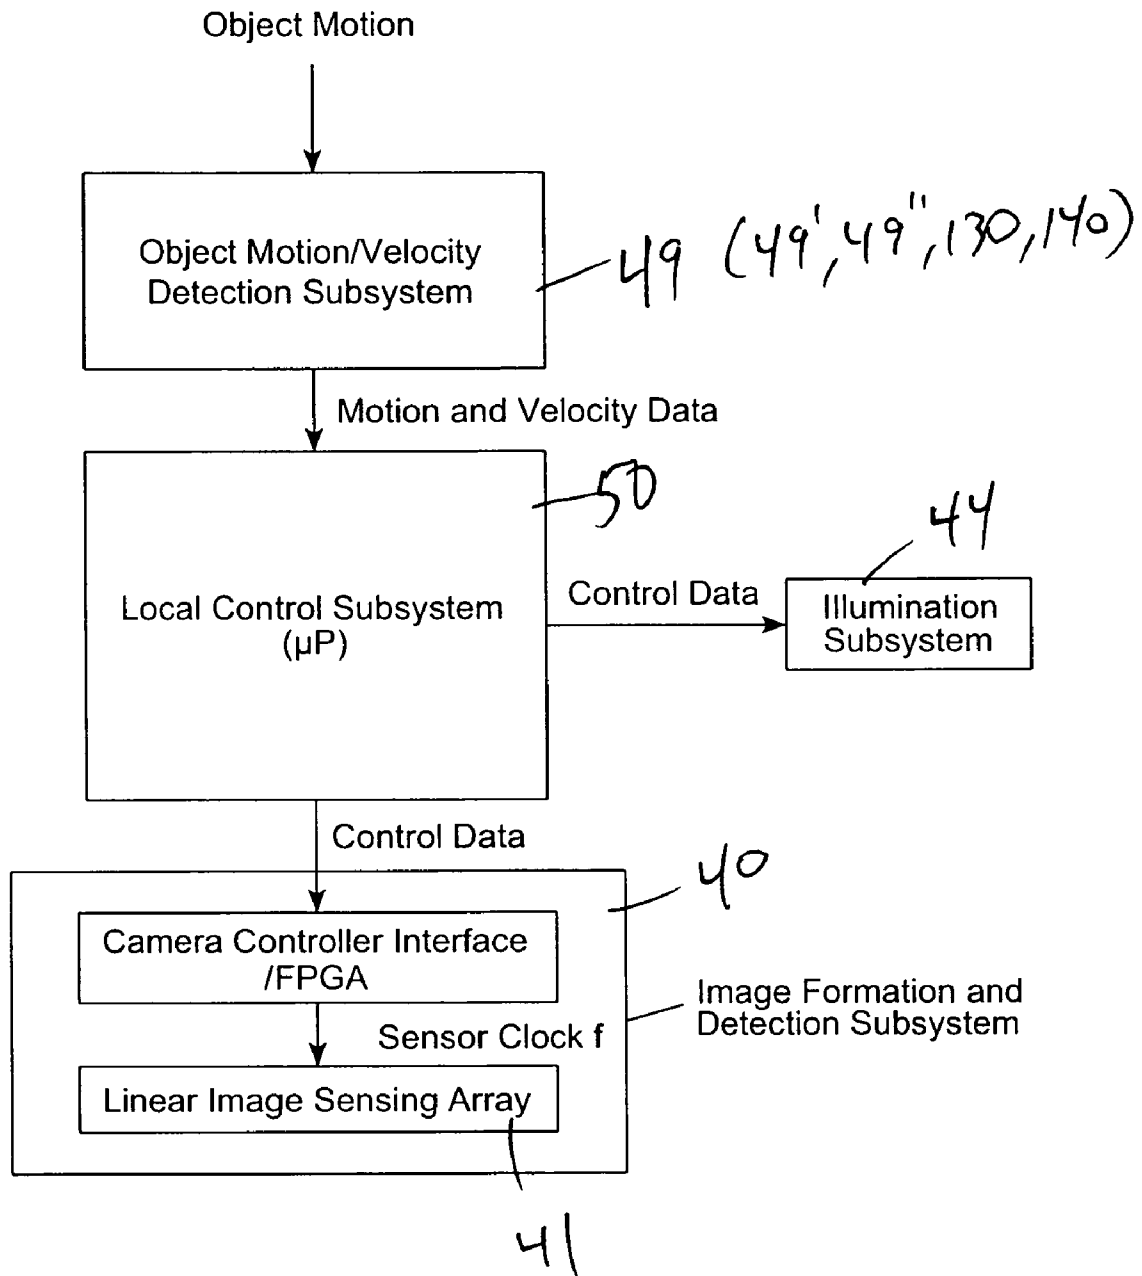 Object Motion
Object Motion/Velocity
Detection Subsystem
49 (49', 49", 130, 140)
Motion and Velocity Data
50
Local Control Subsystem
(μP)
Control Data
44
Illumination
Subsystem
Control Data
40
Camera Controller Interface
/FPGA
Image Formation and
Detection Subsystem
Sensor Clock f
Linear Image Sensing Array
41